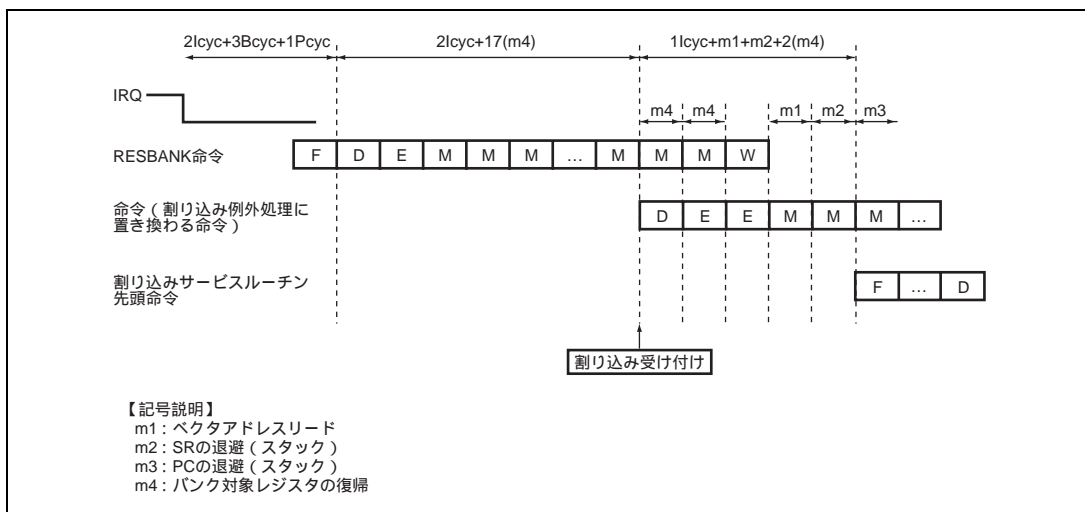 2Icyc+3Bcyc+1Pcyc 2Icyc+17(m4) 1Icyc+m1+m2+2(m4)
IRQ
m4 m4 m1 m2 m3
RESBANK命令 F D E M M M … M M M W
命令（割り込み例外処理に
置き換わる命令） D E E M M M …
割り込みサービスルーチン
先頭命令 F … D
割り込み受け付け
【記号説明】
m1：ベクタアドレスリード
m2：SRの退避（スタック）
m3：PCの退避（スタック）
m4：バンク対象レジスタの復帰